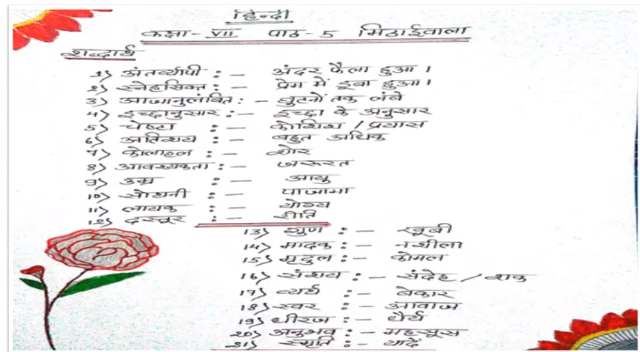 हिन्दी
कक्षा - VII पाठ - 5 मिठाईवाला
शब्दार्थ
1) अंतर्व्यापी :- अंदर फैला हुआ।
2) स्नेहसिक्त :- प्रेम में डूबा हुआ।
3) आजानुलंबित :- घुटनों तक लंबे
4) इच्छानुसार :- इच्छा के अनुसार
5) चेष्टा :- कोशिश / प्रयास
6) अतिशय :- बहुत अधिक
7) कोलाहल :- शोर
8) आवश्यकता :- जरूरत
9) उम्र :- आयु
10) :- पाजामा
11) लायक :- योग्य
12) दस्तूर :- रीति
13) गुण :- खूबी
14) मादक :- नशीला
15) मृदुल :- कोमल
16) संशय :- संदेह / शक
17) व्यर्थ :- बेकार
18) स्वर :- आवाज
19) धीरज :- धैर्य
20) अनुभव :- महसूस
21) स्मृति :- यादें